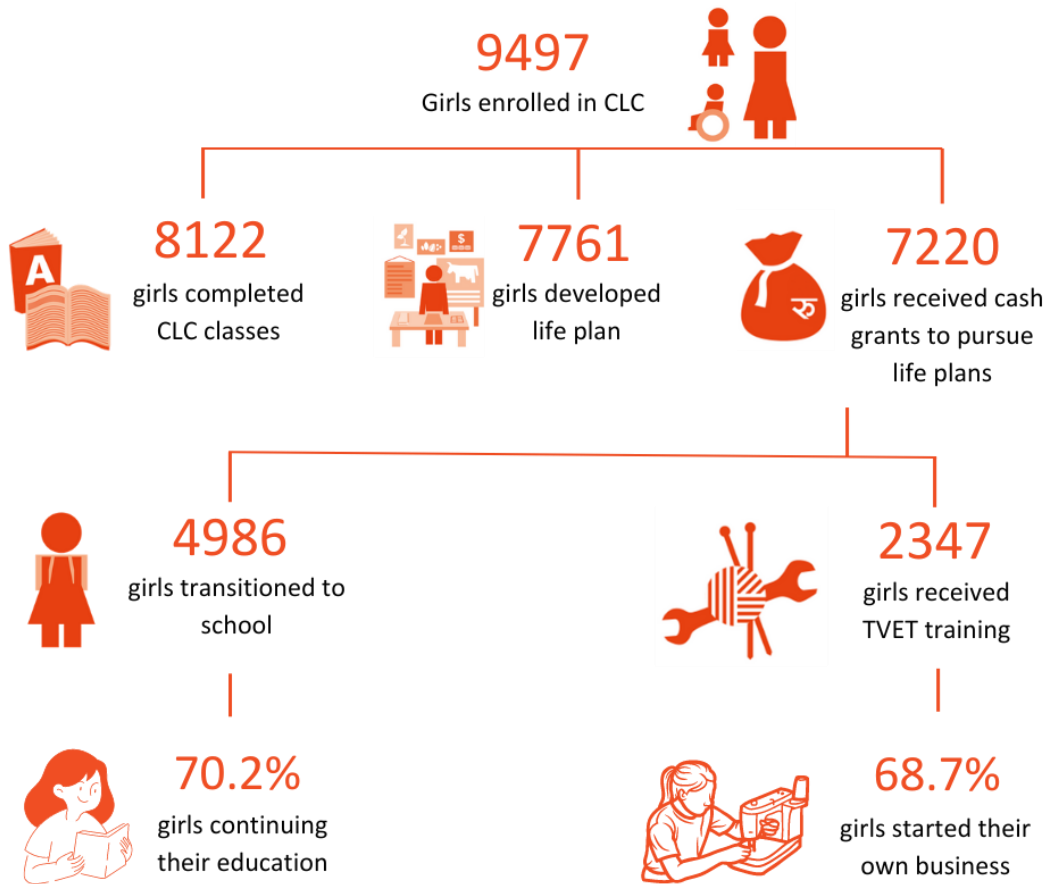 9497
Girls enrolled in CLC
A
8122
girls completed
CLC classes
$
7761
girls developed
life plan
रु
7220
girls received cash
grants to pursue
life plans
4986
girls transitioned to
school
2347
girls received
TVET training
70.2%
girls continuing
their education
68.7%
girls started their
own business